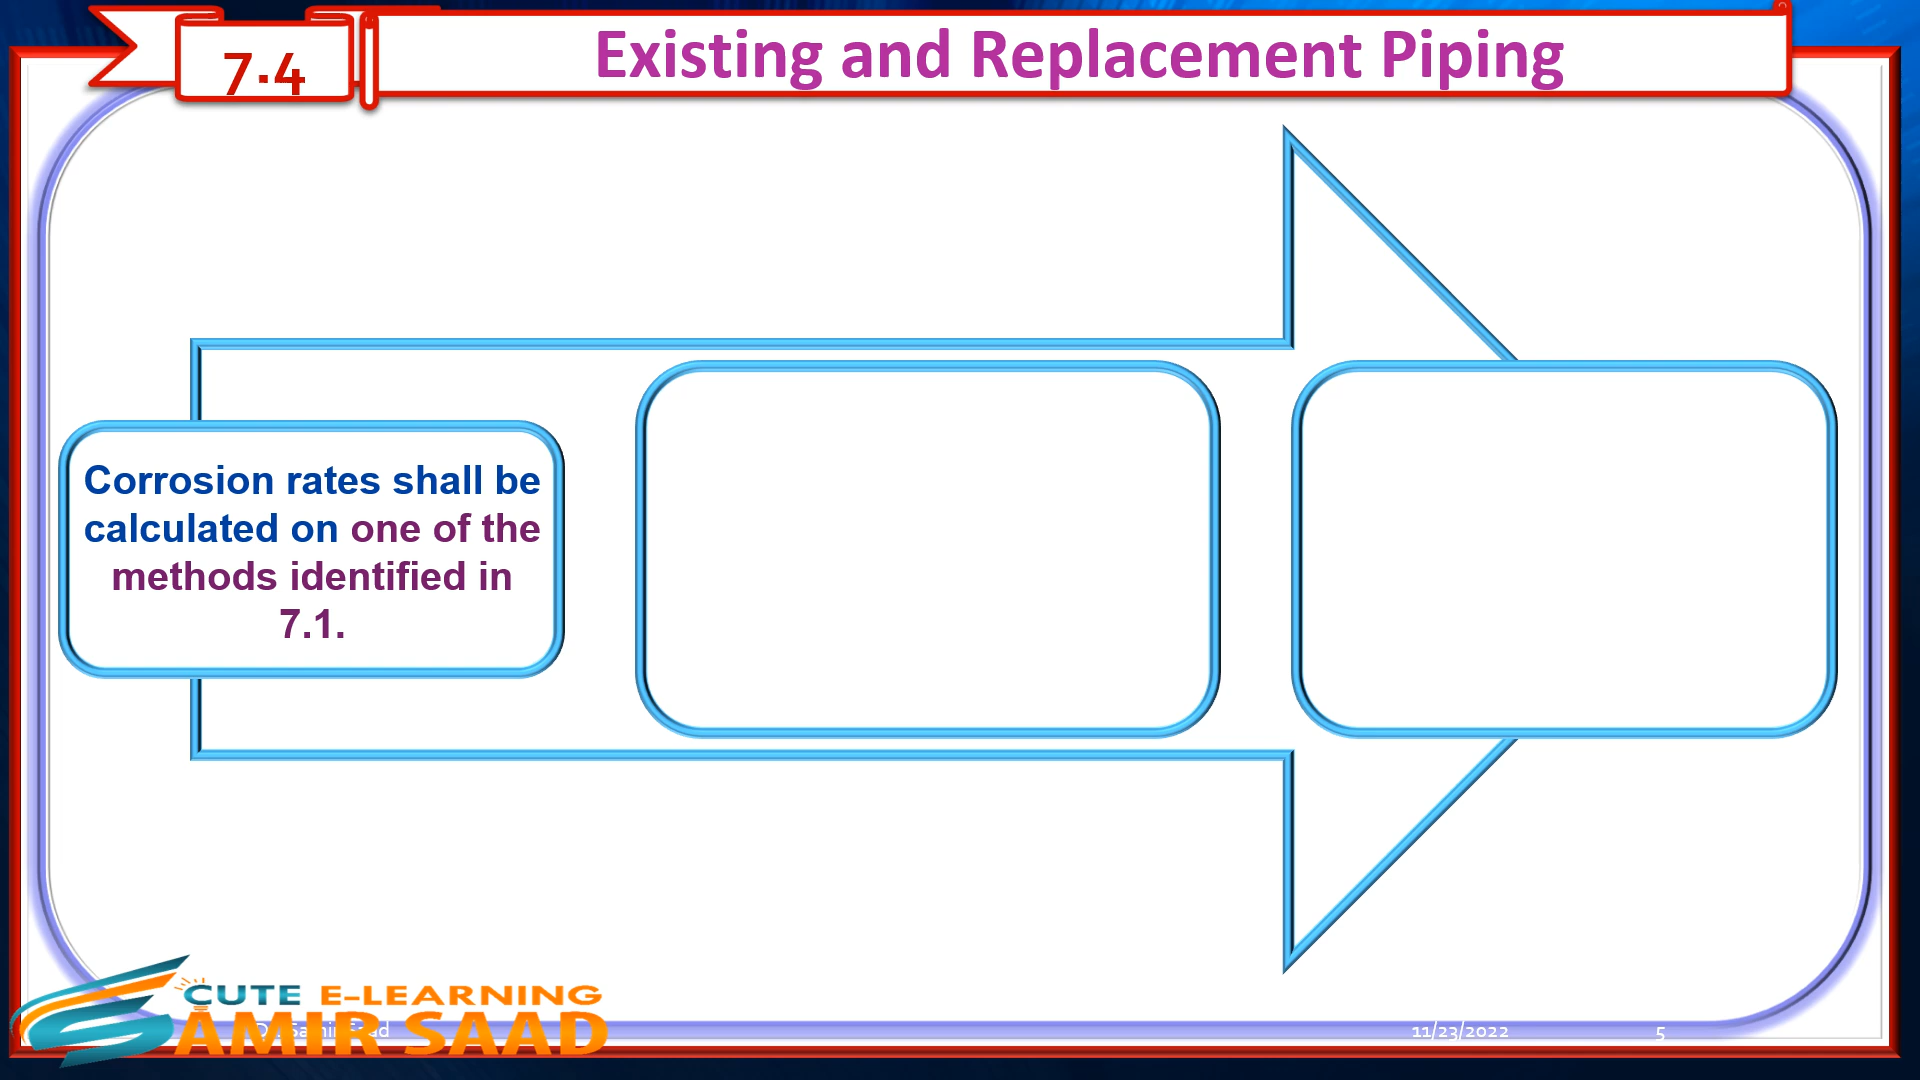 7.4
Existing and Replacement Piping
Corrosion rates shall be
calculated on one of the
methods identified in
7.1.
CUTE E-LEARNING
AMIR SAAD
11/23/2022
5